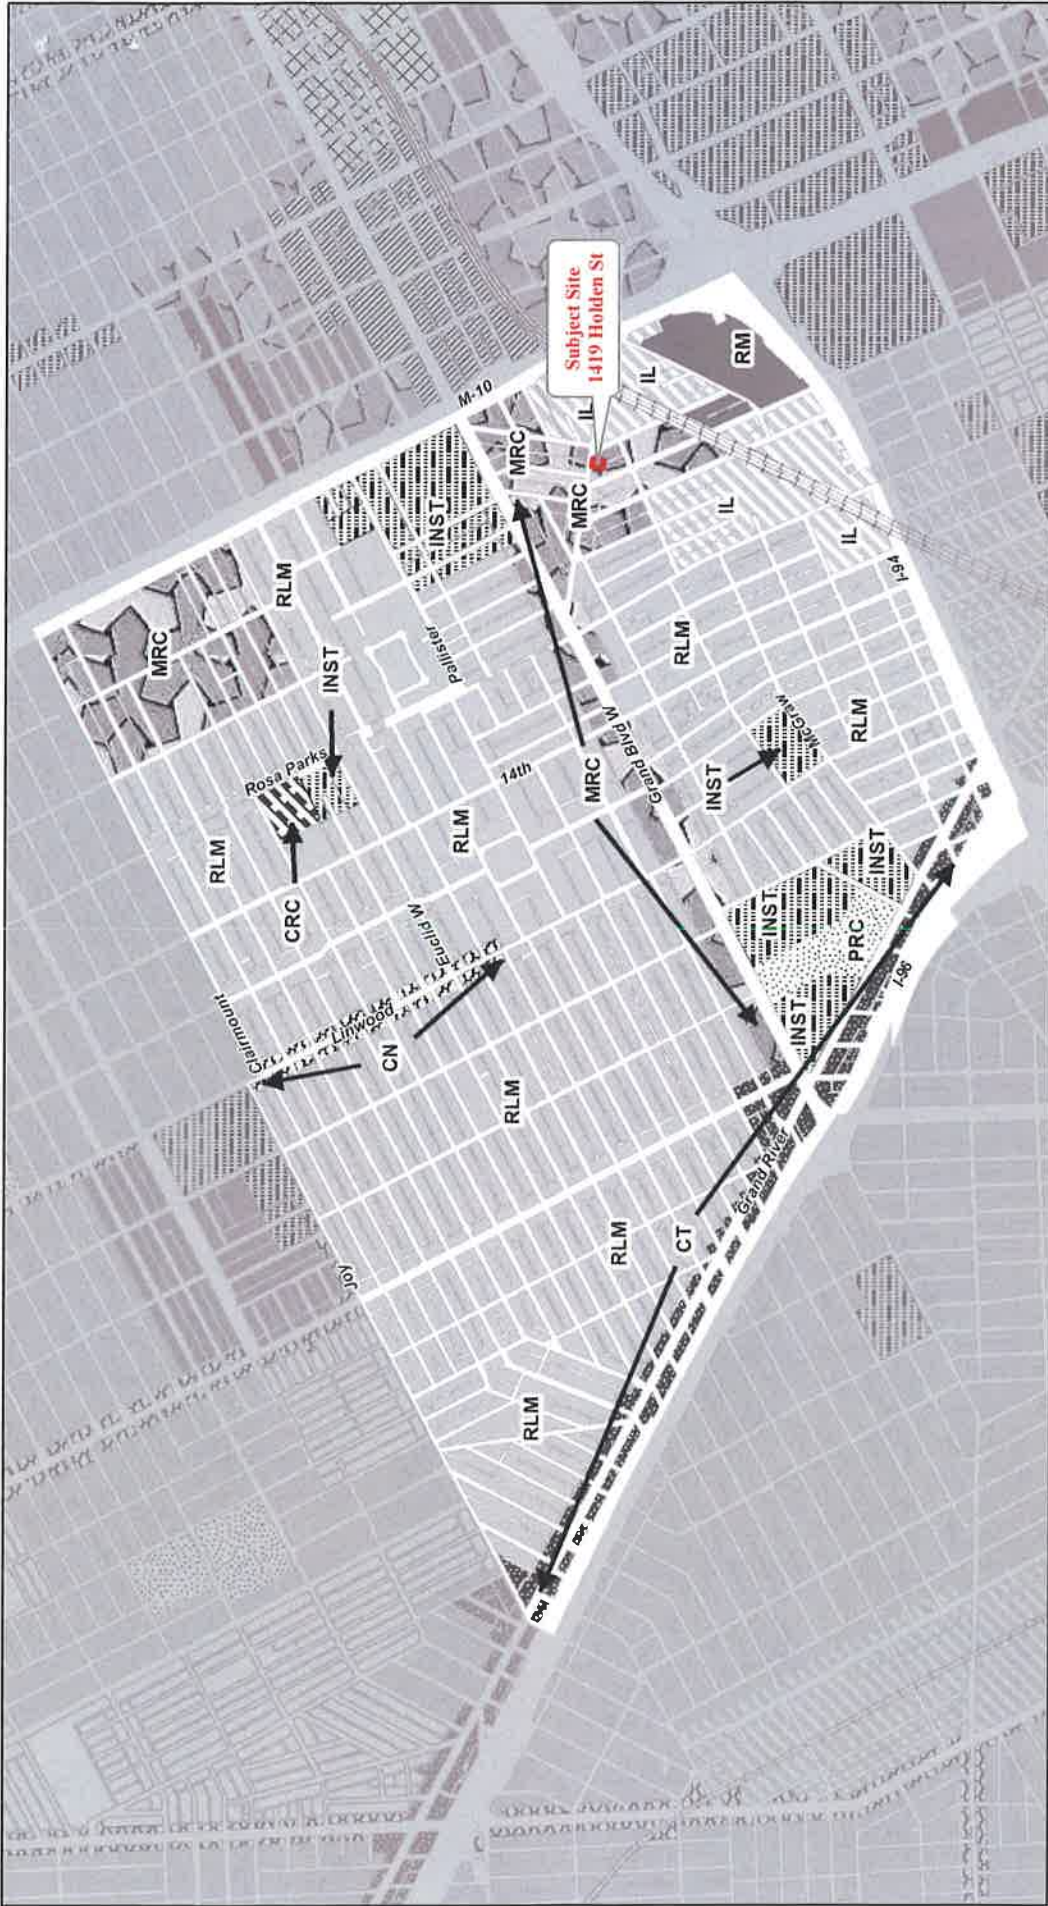 M-10
Subject Site
1419 Holden St
IL
IL
RM
MRC
MRC
INST
IL
IL
I-94
MRC
RLM
INST
Pallister
RLM
Rosa Parks
14th
MRC
Grand Blvd W
INST
McGraw
RLM
RLM
CRC
RLM
Euclid W
Clairmount
Linwood
CN
INST
INST
PRC
INST
I-96
RLM
Joy
RLM
CT
Grand River
RLM